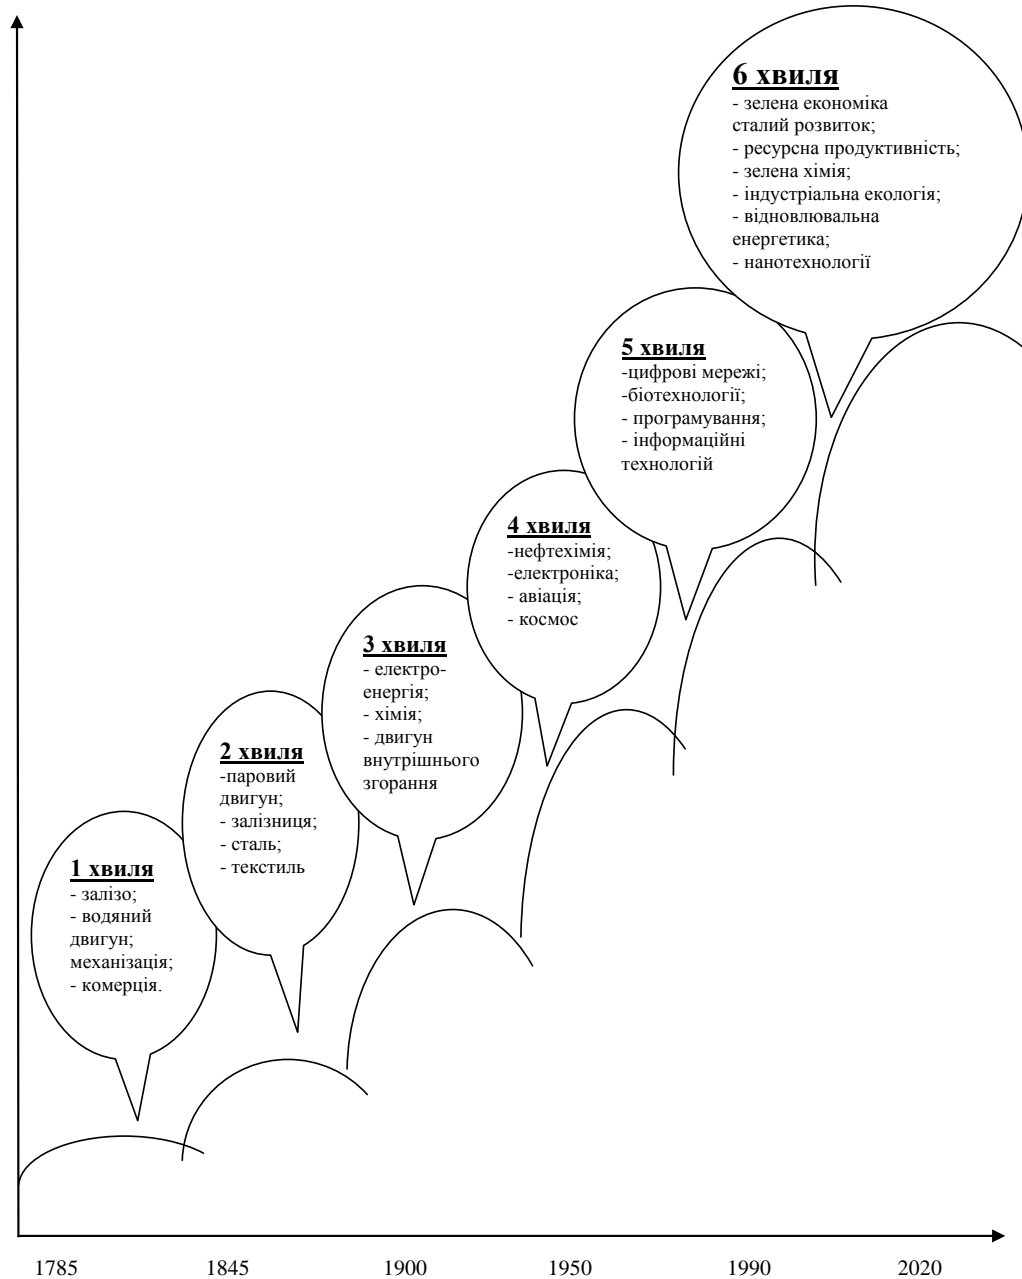 6 хвиля
- зелена економіка
сталий розвиток;
- ресурсна продуктивність;
- зелена хімія;
- індустріальна екологія;
- відновлювальна
енергетика;
- нанотехнології
5 хвиля
-цифрові мережі;
-біотехнології;
- програмування;
- інформаційні
технологій
4 хвиля
-нефтехімія;
-електроніка;
- авіація;
- космос
3 хвиля
- електро-
енергія;
- хімія;
- двигун
внутрішнього
згорання
2 хвиля
-паровий
двигун;
- залізниця;
- сталь;
- текстиль
1 хвиля
- залізо;
- водяний
двигун;
механізація;
- комерція.
1785 1845 1900 1950 1990 2020